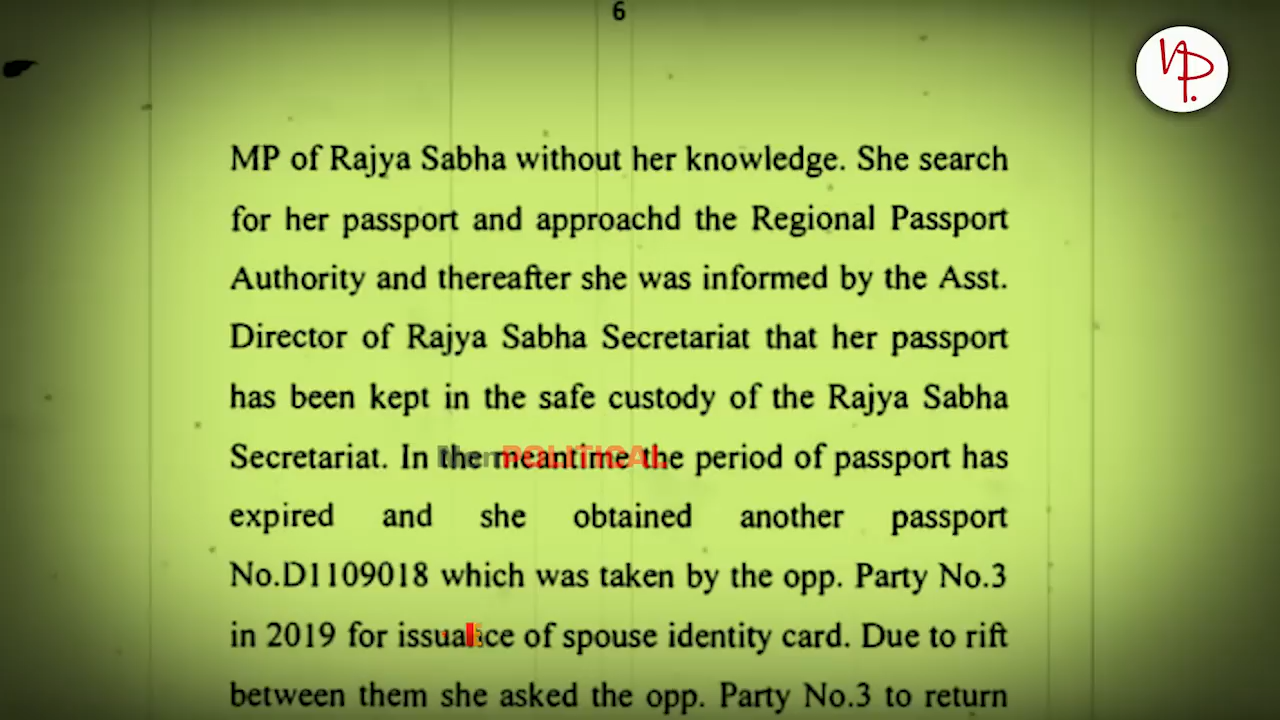 6
MP of Rajya Sabha without her knowledge. She search
for her passport and approachd the Regional Passport
Authority and thereafter she was informed by the Asst.
Director of Rajya Sabha Secretariat that her passport
has been kept in the safe custody of the Rajya Sabha
Secretariat. In the meantime the period of passport has
POLITICAL
expired and she obtained another passport
No.D1109018 which was taken by the opp. Party No.3
in 2019 for issuance of spouse identity card. Due to rift
between them she asked the opp. Party No.3 to return